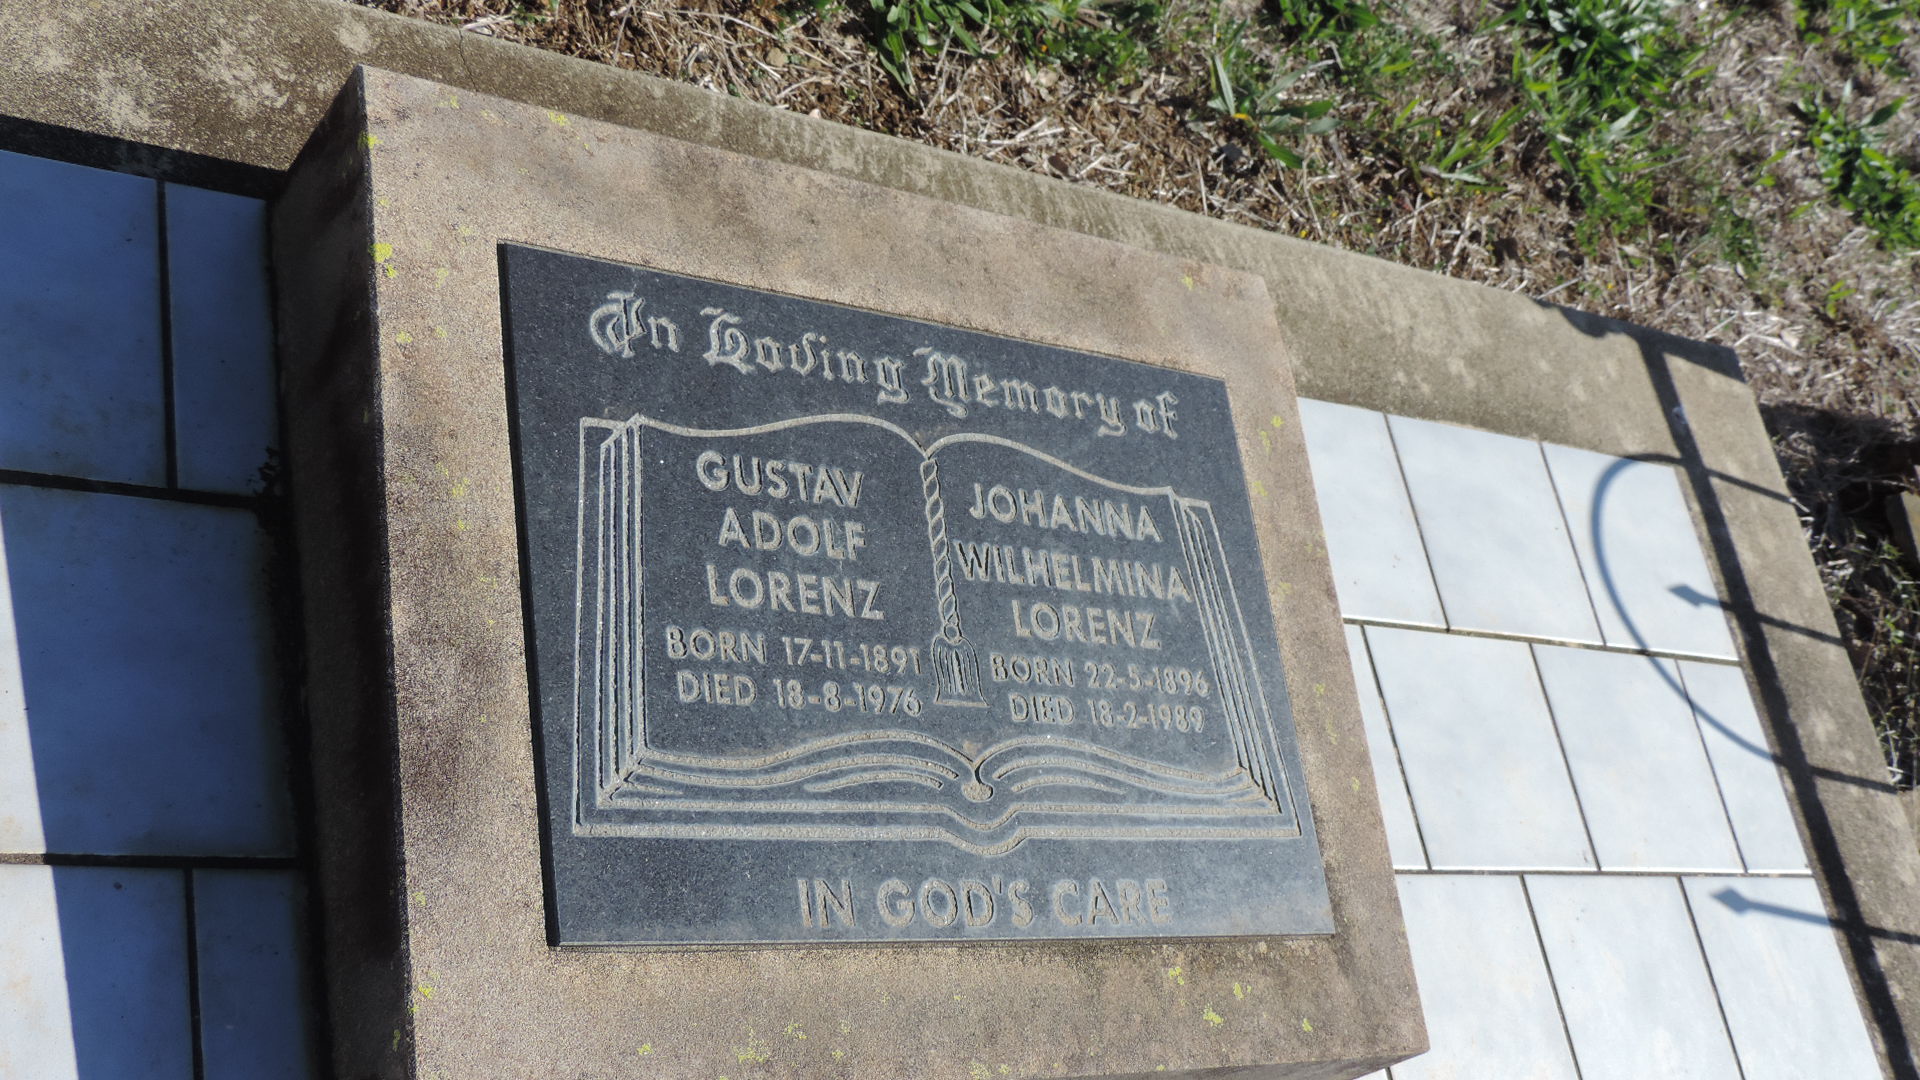 In Loving Memory of
GUSTAV
ADOLF
LORENZ
BORN 17-11-1891
DIED 18-8-1976
JOHANNA
WILHELMINA
LORENZ
BORN 22-5-1896
DIED 18-2-1989
IN GOD'S CARE